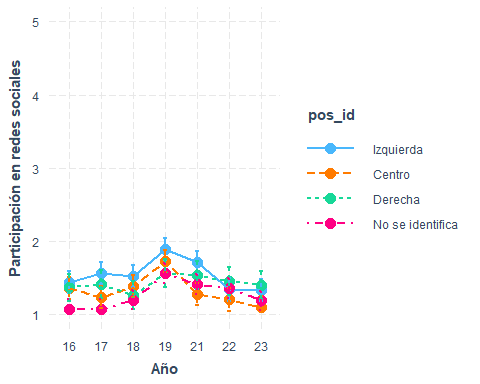 Participación en redes sociales
5
4
3
2
1
16 17 18 19 21 22 23
Año
pos_id
Izquierda
Centro
Derecha
No se identifica